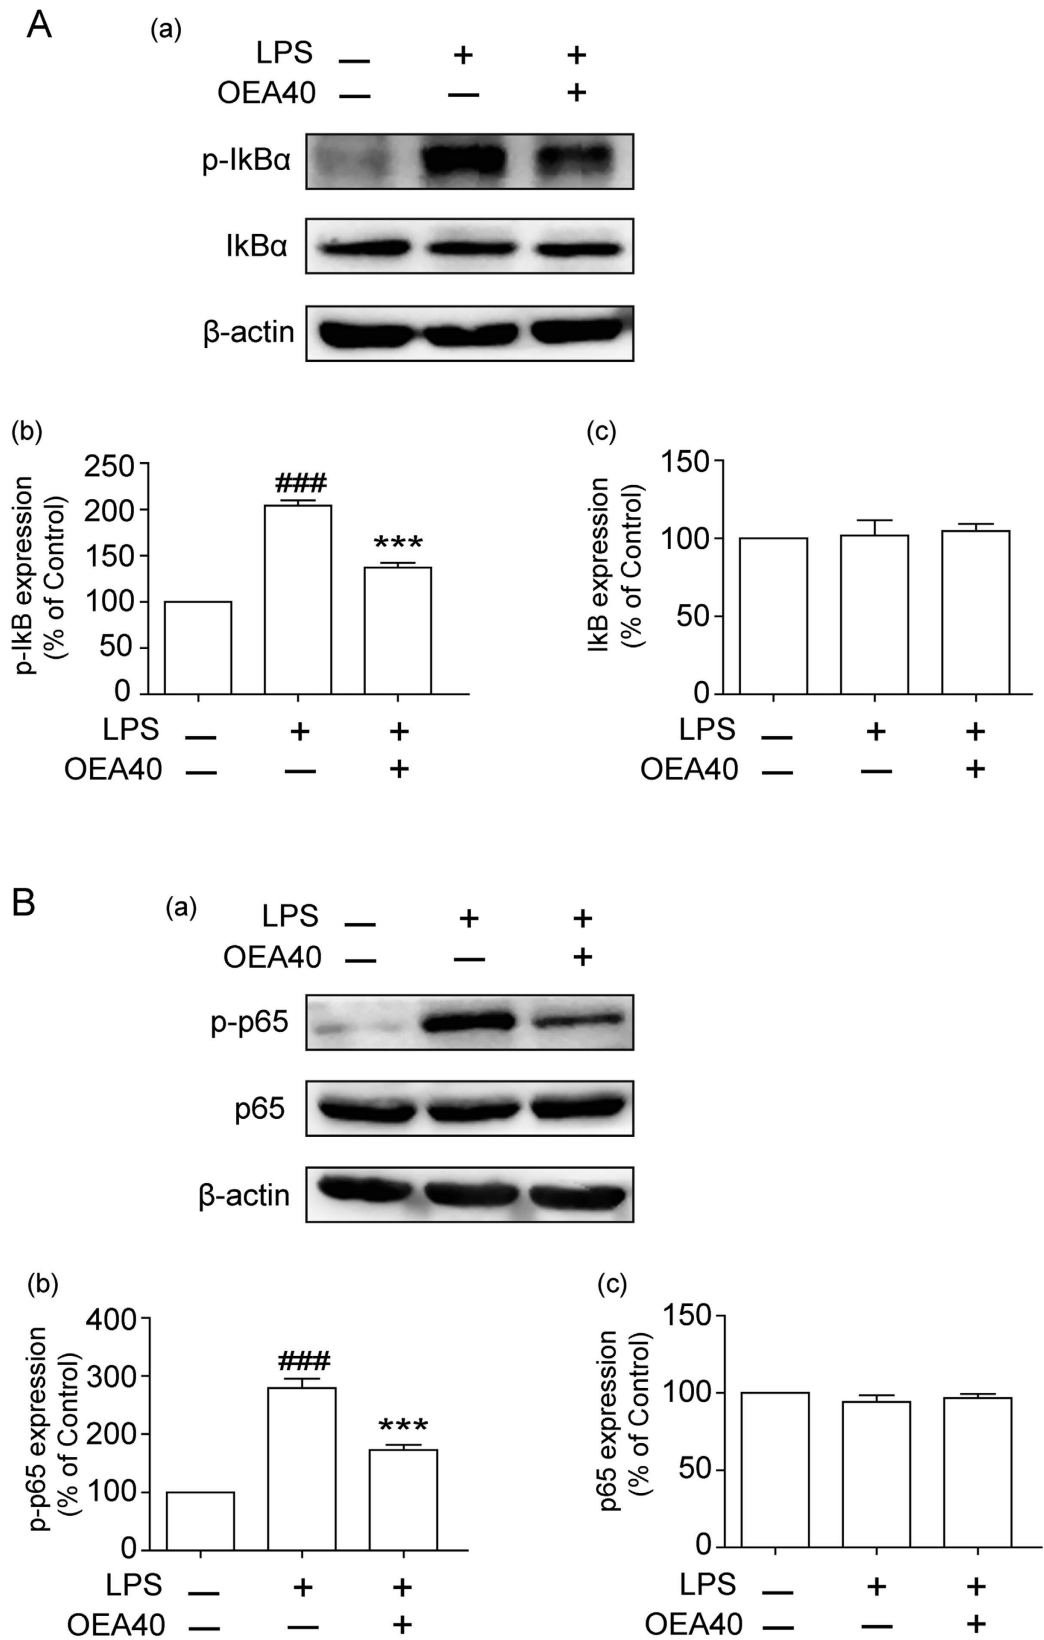 A
(a)
LPS — + +
OEA40 — — +
p-IkBα
IkBα
β-actin
(b)
p-IkB expression
(% of Control)
250
200
150
100
50
0
###
***
LPS — + +
OEA40 — — +
(c)
IkB expression
(% of Control)
150
100
50
0
LPS — + +
OEA40 — — +
B
(a)
LPS — + +
OEA40 — — +
p-p65
p65
β-actin
(b)
p-p65 expression
(% of Control)
400
300
200
100
0
###
***
LPS — + +
OEA40 — — +
(c)
p65 expression
(% of Control)
150
100
50
0
LPS — + +
OEA40 — — +